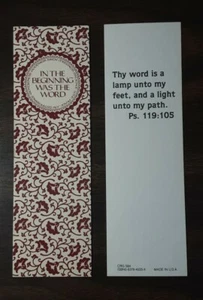 IN THE
BEGINNING
WAS THE
WORD
Thy word is a
lamp unto my
feet, and a light
unto my path.
Ps. 119:105
MADE IN U.S.A.